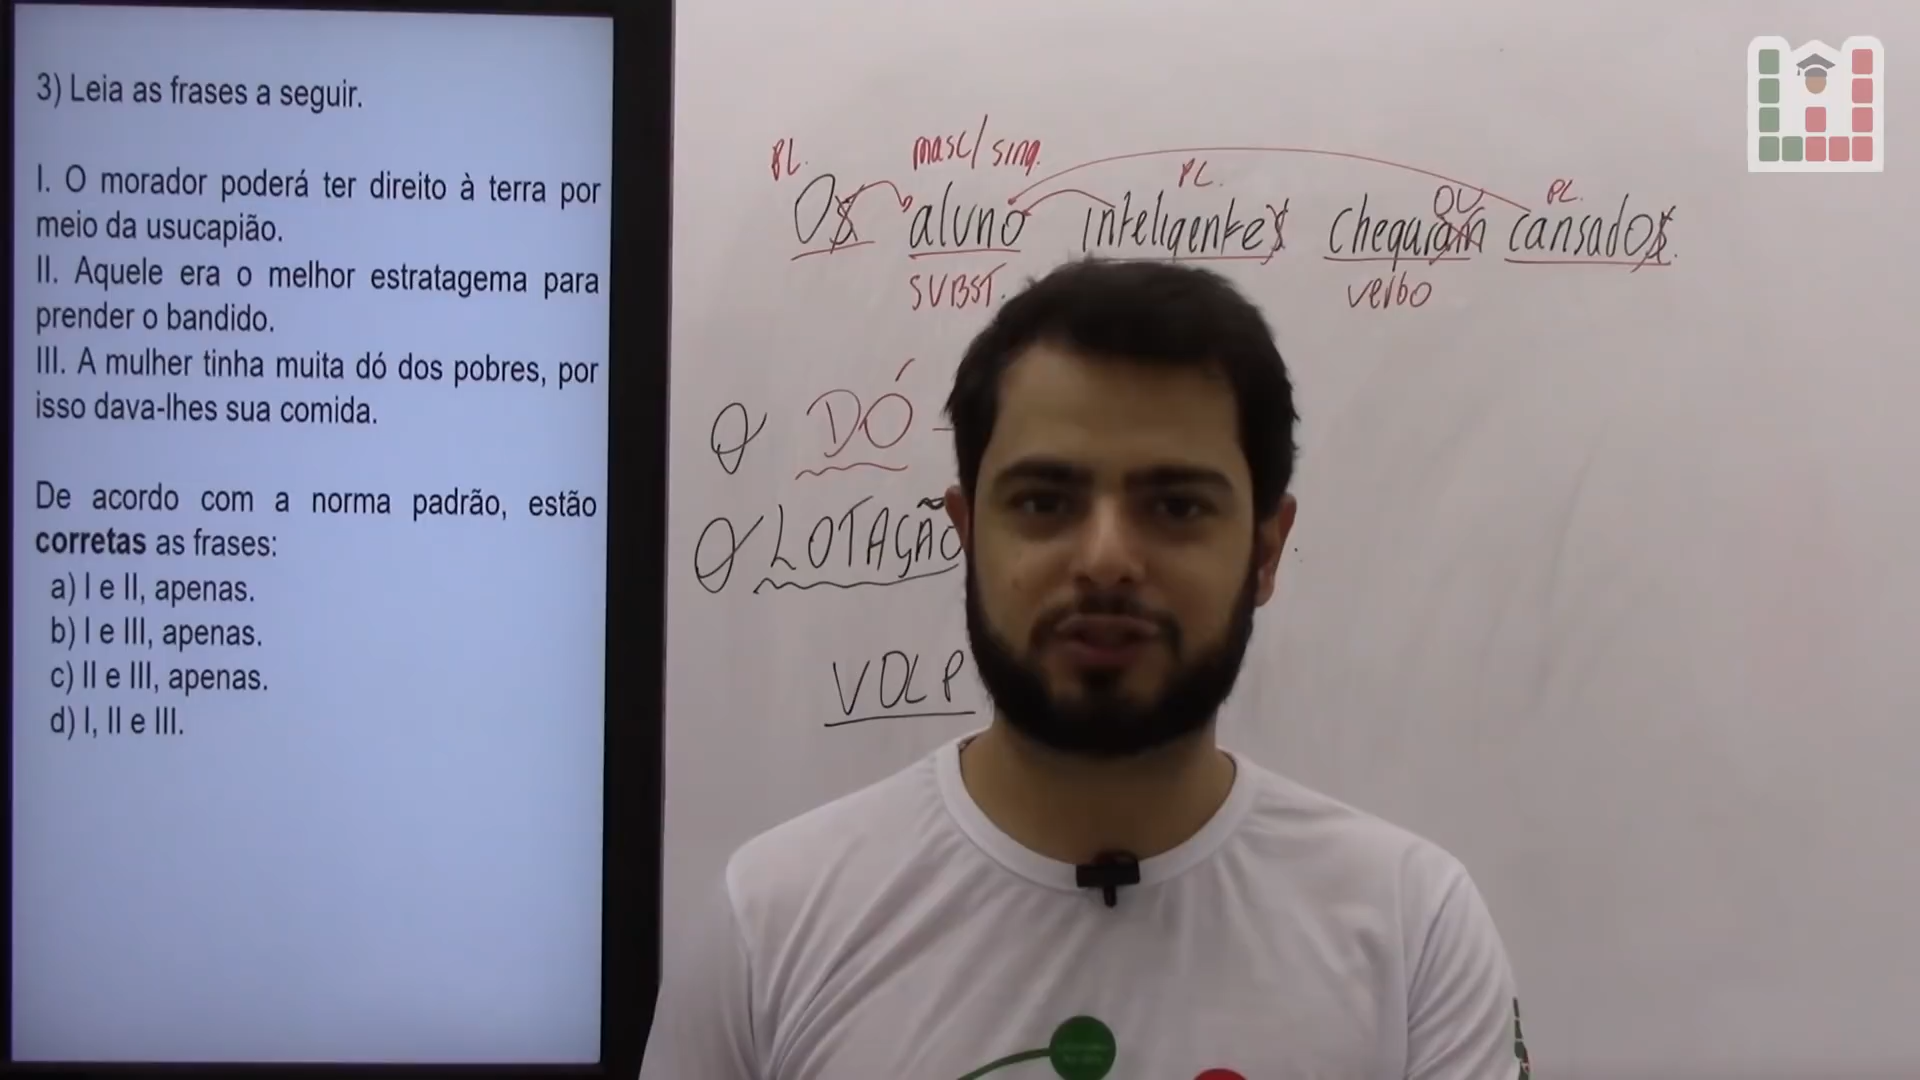 3) Leia as frases a seguir.
I. O morador poderá ter direito à terra por
meio da usucapião.
II. Aquele era o melhor estratagema para
prender o bandido.
III. A mulher tinha muita dó dos pobres, por
isso dava-lhes sua comida.
De acordo com a norma padrão, estão
corretas as frases:
a) I e II, apenas.
b) I e III, apenas.
c) II e III, apenas.
d) I, II e III.
PL. masc/sing. PL. OU PL.
Os aluno inteligentes chegaram cansados.
SUBST. verbo
O DÓ
O LOTAÇÃO
VOLP